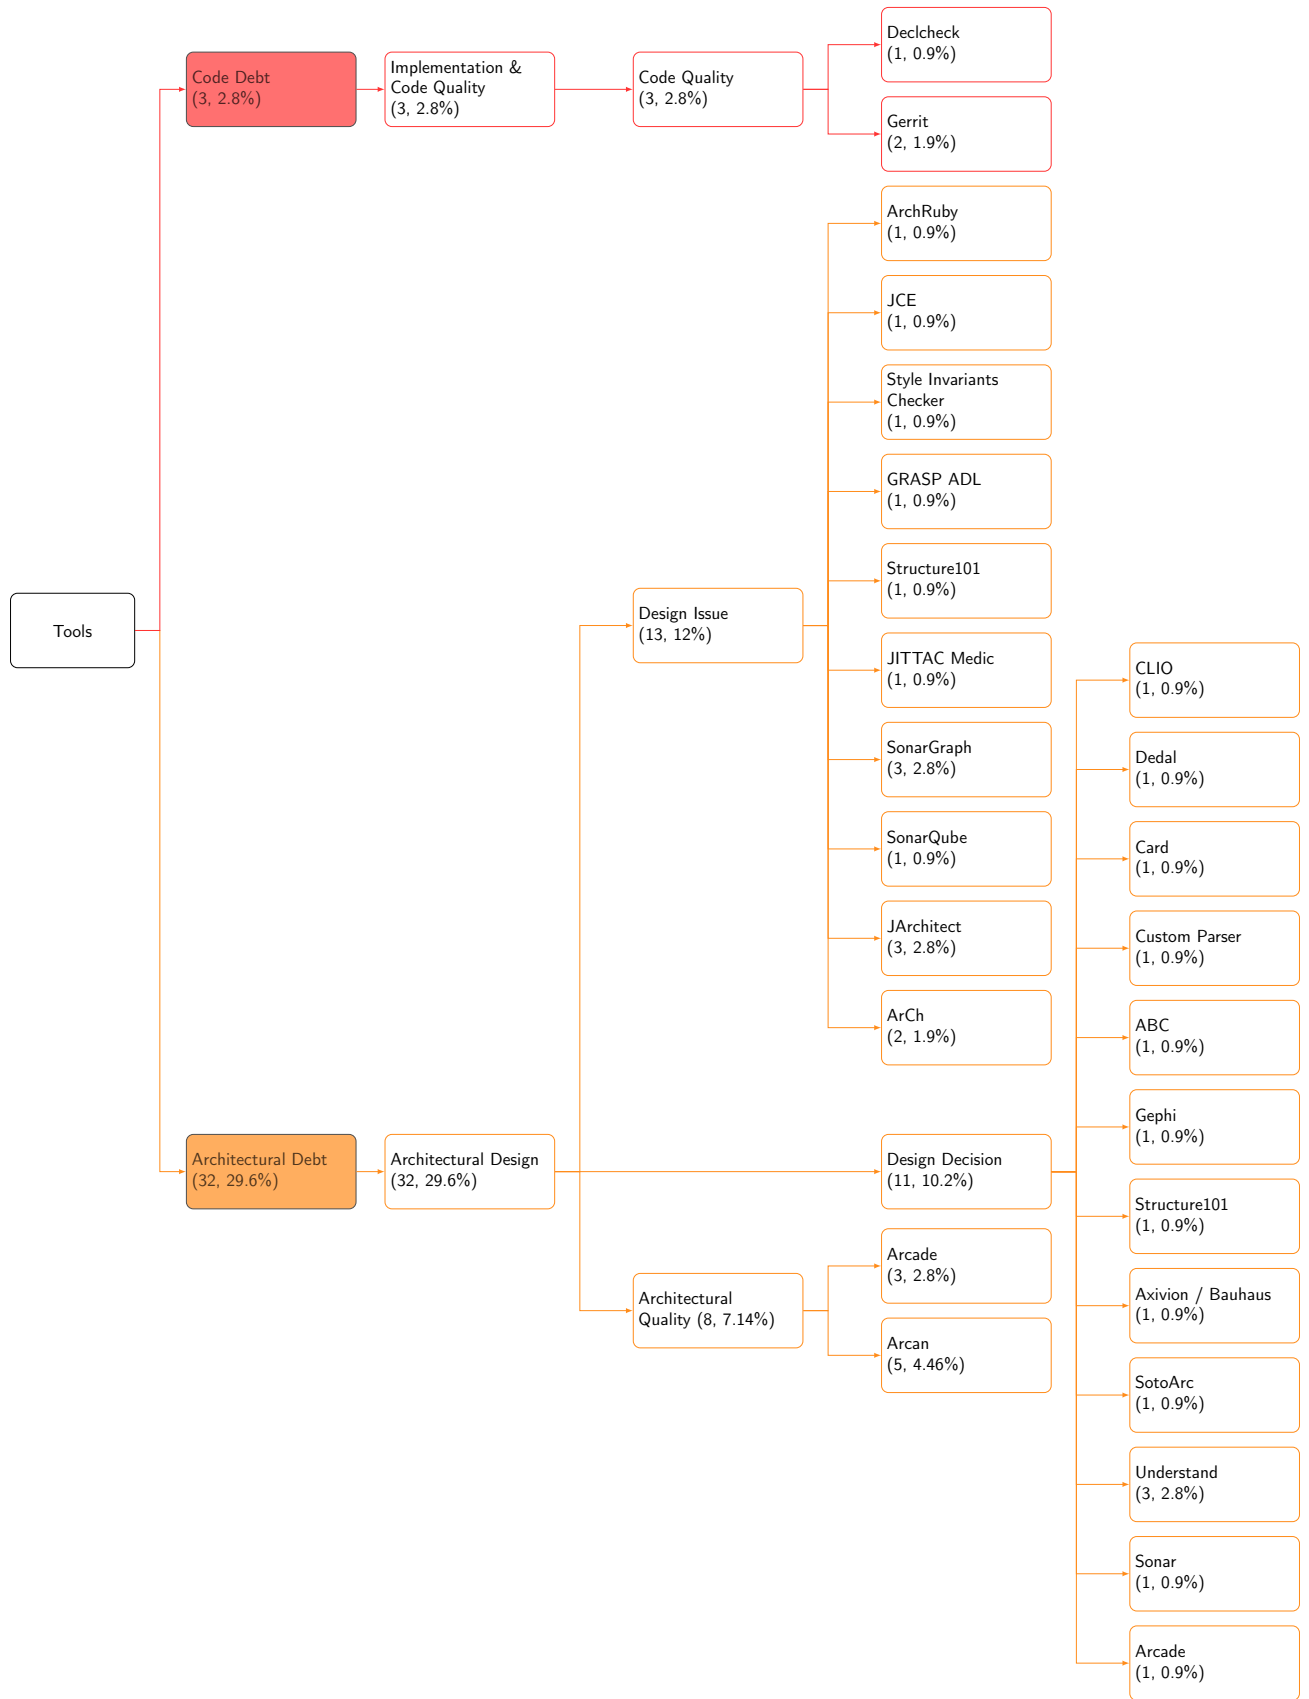 Tools
Code Debt
(3, 2.8%)
Implementation &
Code Quality
(3, 2.8%)
Code Quality
(3, 2.8%)
Declcheck
(1, 0.9%)
Gerrit
(2, 1.9%)
Architectural Debt
(32, 29.6%)
Architectural Design
(32, 29.6%)
Design Issue
(13, 12%)
ArchRuby
(1, 0.9%)
JCE
(1, 0.9%)
Style Invariants
Checker
(1, 0.9%)
GRASP ADL
(1, 0.9%)
Structure101
(1, 0.9%)
JITTAC Medic
(1, 0.9%)
SonarGraph
(3, 2.8%)
SonarQube
(1, 0.9%)
JArchitect
(3, 2.8%)
ArCh
(2, 1.9%)
Design Decision
(11, 10.2%)
CLIO
(1, 0.9%)
Dedal
(1, 0.9%)
Card
(1, 0.9%)
Custom Parser
(1, 0.9%)
ABC
(1, 0.9%)
Gephi
(1, 0.9%)
Structure101
(1, 0.9%)
Axivion / Bauhaus
(1, 0.9%)
SotoArc
(1, 0.9%)
Understand
(3, 2.8%)
Sonar
(1, 0.9%)
Arcade
(1, 0.9%)
Architectural
Quality (8, 7.14%)
Arcade
(3, 2.8%)
Arcan
(5, 4.46%)